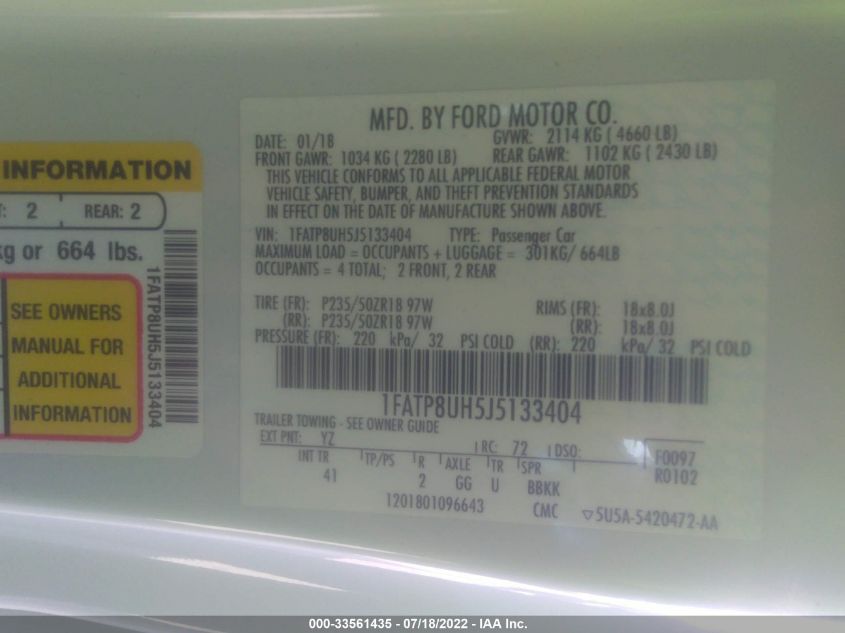 INFORMATION
2 REAR: 2
kg or 664 lbs.
SEE OWNERS
MANUAL FOR
ADDITIONAL
INFORMATION
1FATP8UH5J5133404
MFD. BY FORD MOTOR CO.
DATE: 01/18 GVWR: 2114 KG ( 4660 LB)
FRONT GAWR: 1034 KG ( 2280 LB) REAR GAWR: 1102 KG ( 2430 LB)
THIS VEHICLE CONFORMS TO ALL APPLICABLE FEDERAL MOTOR
VEHICLE SAFETY, BUMPER, AND THEFT PREVENTION STANDARDS
IN EFFECT ON THE DATE OF MANUFACTURE SHOWN ABOVE.
VIN: 1FATP8UH5J5133404 TYPE: Passenger Car
MAXIMUM LOAD = OCCUPANTS + LUGGAGE = 301KG/ 664LB
OCCUPANTS = 4 TOTAL; 2 FRONT, 2 REAR
TIRE (FR): P235/50ZR18 97W RIMS (FR): 18x8.0J
(RR): P235/50ZR18 97W (RR): 18x8.0J
PRESSURE (FR): 220 kPa/ 32 PSI COLD (RR): 220 kPa/ 32 PSI COLD
1FATP8UH5J5133404
TRAILER TOWING - SEE OWNER GUIDE
EXT PNT: YZ RC: 72 DSO: F0097
INT TR TP/PS R AXLE TR SPR R0102
41 2 GG U BBKK
1201801096643 CMC ▽5U5A-5420472-AA
000-33561435 - 07/18/2022 - IAA Inc.